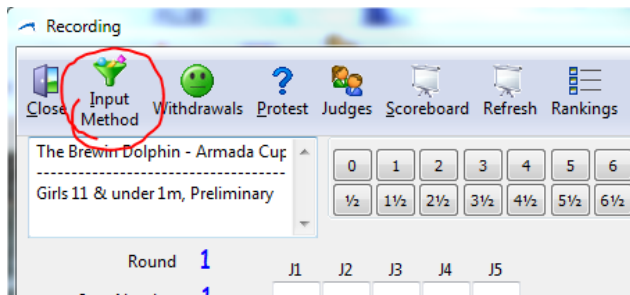 Recording
Close Input Method Withdrawals Protest Judges Scoreboard Refresh Rankings
The Brewin Dolphin - Armada Cup
----------------------------------------
Girls 11 & under 1m, Preliminary
0 1 2 3 4 5 6
½ 1½ 2½ 3½ 4½ 5½ 6½
Round 1
J1 J2 J3 J4 J5
1